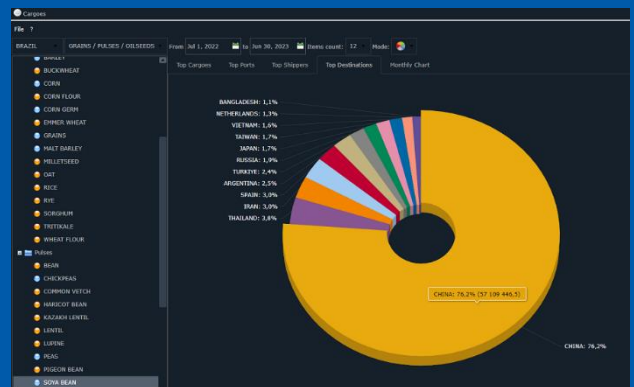 Cargoes
File ?
BRAZIL GRAINS / PULSES / OILSEEDS From Jul 1, 2022 to Jun 30, 2023 Items count: 12 Mode:
BARLEY
BUCKWHEAT
CORN
CORN FLOUR
CORN GERM
EMMER WHEAT
GRAINS
MALT BARLEY
MILLETSEED
OAT
RICE
RYE
SORGHUM
TRITIKALE
WHEAT FLOUR
Pulses
BEAN
CHICKPEAS
COMMON VETCH
HARICOT BEAN
KAZAKH LENTIL
LENTIL
LUPINE
PEAS
PIGEON BEAN
SOYA BEAN
Top Cargoes Top Ports Top Shippers Top Destinations Monthly Chart
BANGLADESH: 1,1%
NETHERLANDS: 1,3%
VIETNAM: 1,6%
TAIWAN: 1,7%
JAPAN: 1,7%
RUSSIA: 1,9%
TURKIYE: 2,4%
ARGENTINA: 2,5%
SPAIN: 3,0%
IRAN: 3,0%
THAILAND: 3,8%
CHINA: 76,2% (57 109 446,5)
CHINA: 76,2%